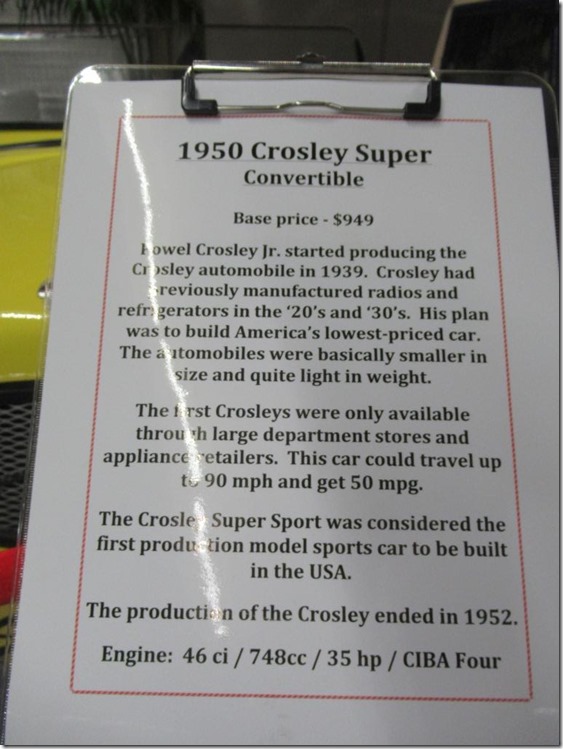 1950 Crosley Super
Convertible
Base price - $949
Powel Crosley Jr. started producing the
Crosley automobile in 1939. Crosley had
previously manufactured radios and
refrigerators in the ‘20’s and ‘30’s. His plan
was to build America’s lowest-priced car.
The automobiles were basically smaller in
size and quite light in weight.
The first Crosleys were only available
through large department stores and
appliance retailers. This car could travel up
to 90 mph and get 50 mpg.
The Crosley Super Sport was considered the
first production model sports car to be built
in the USA.
The production of the Crosley ended in 1952.
Engine: 46 ci / 748cc / 35 hp / CIBA Four